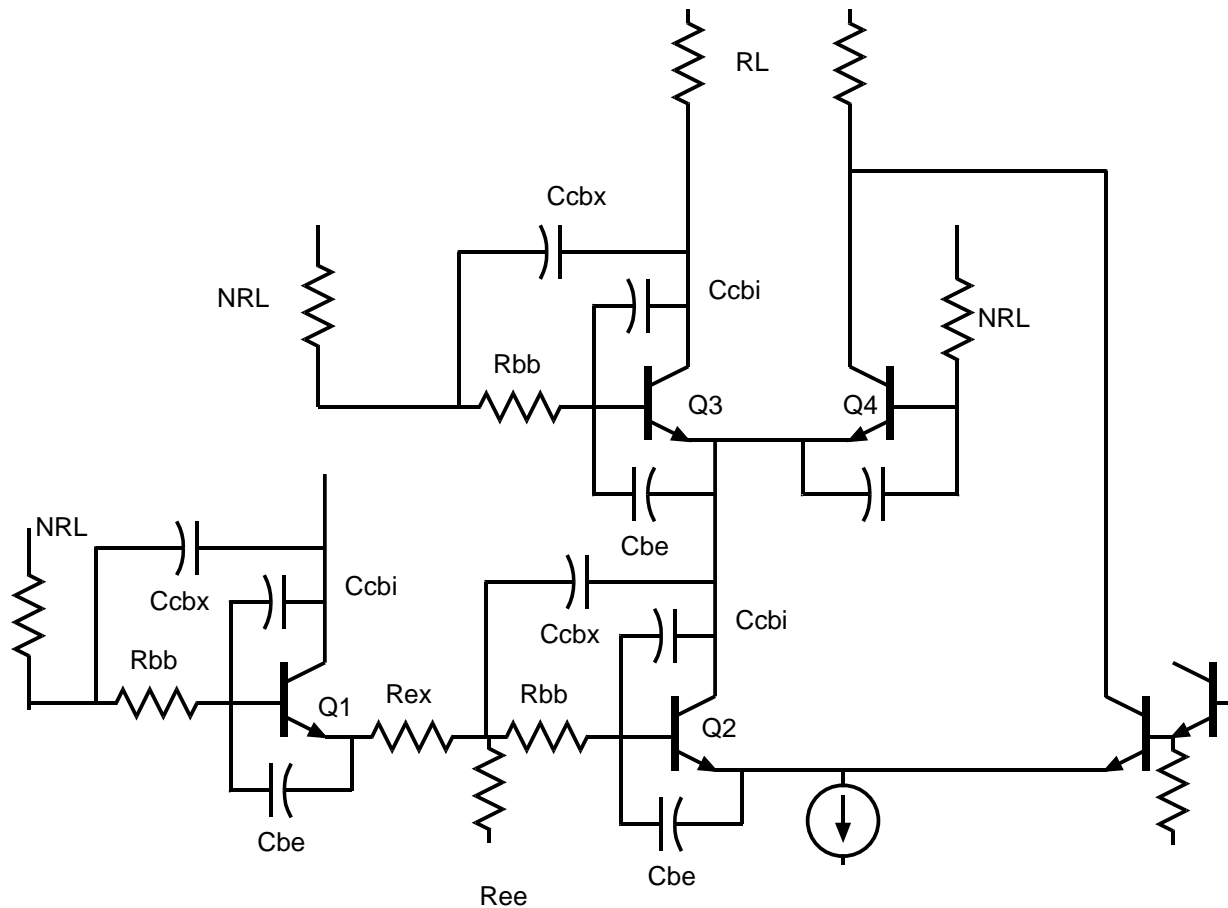 RL
Ccbx
NRL
Ccbi
NRL
Rbb
Q3
Q4
NRL
Cbe
Ccbx
Ccbi
Ccbx
Ccbi
Rbb
Rex
Rbb
Q1
Q2
Cbe
Cbe
Ree